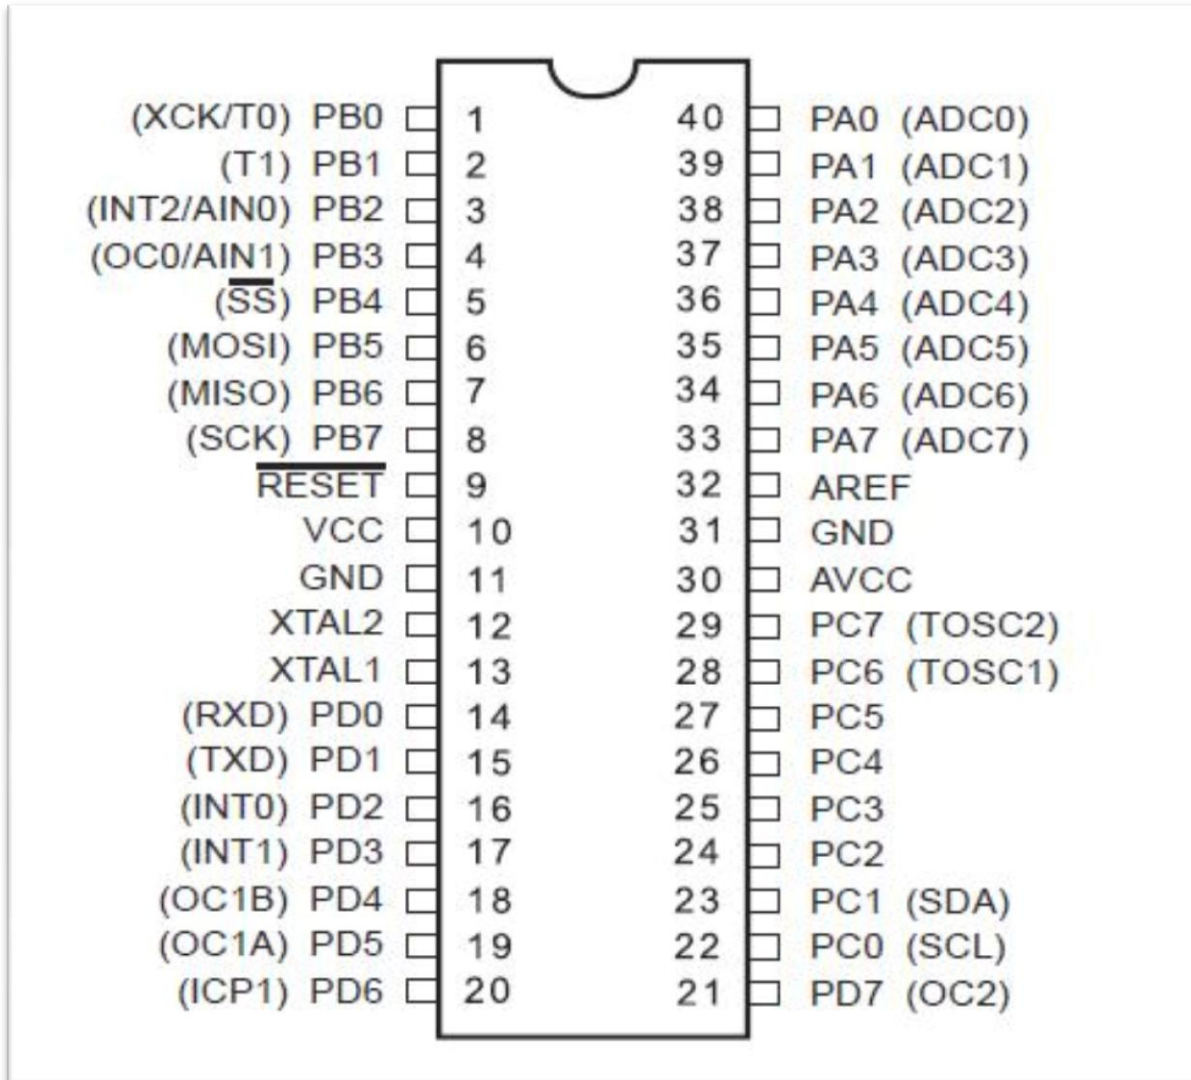 (XCK/T0) PB0 1 40 PA0 (ADC0)
(T1) PB1 2 39 PA1 (ADC1)
(INT2/AIN0) PB2 3 38 PA2 (ADC2)
(OC0/AIN1) PB3 4 37 PA3 (ADC3)
(SS) PB4 5 36 PA4 (ADC4)
(MOSI) PB5 6 35 PA5 (ADC5)
(MISO) PB6 7 34 PA6 (ADC6)
(SCK) PB7 8 33 PA7 (ADC7)
RESET 9 32 AREF
VCC 10 31 GND
GND 11 30 AVCC
XTAL2 12 29 PC7 (TOSC2)
XTAL1 13 28 PC6 (TOSC1)
(RXD) PD0 14 27 PC5
(TXD) PD1 15 26 PC4
(INT0) PD2 16 25 PC3
(INT1) PD3 17 24 PC2
(OC1B) PD4 18 23 PC1 (SDA)
(OC1A) PD5 19 22 PC0 (SCL)
(ICP1) PD6 20 21 PD7 (OC2)